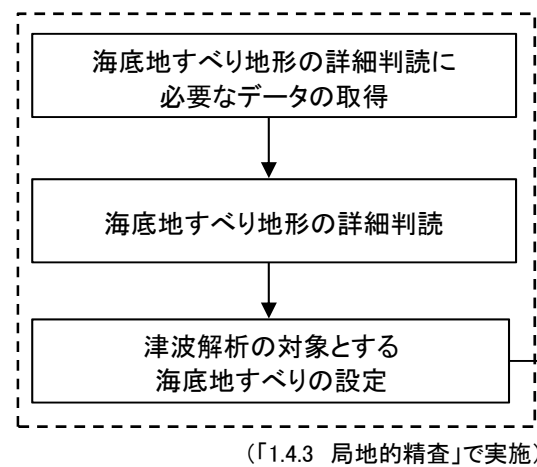 海底地すべり地形の詳細判読に
必要なデータの取得
海底地すべり地形の詳細判読
津波解析の対象とする
海底地すべりの設定
(「1.4.3 局地的精査」で実施)